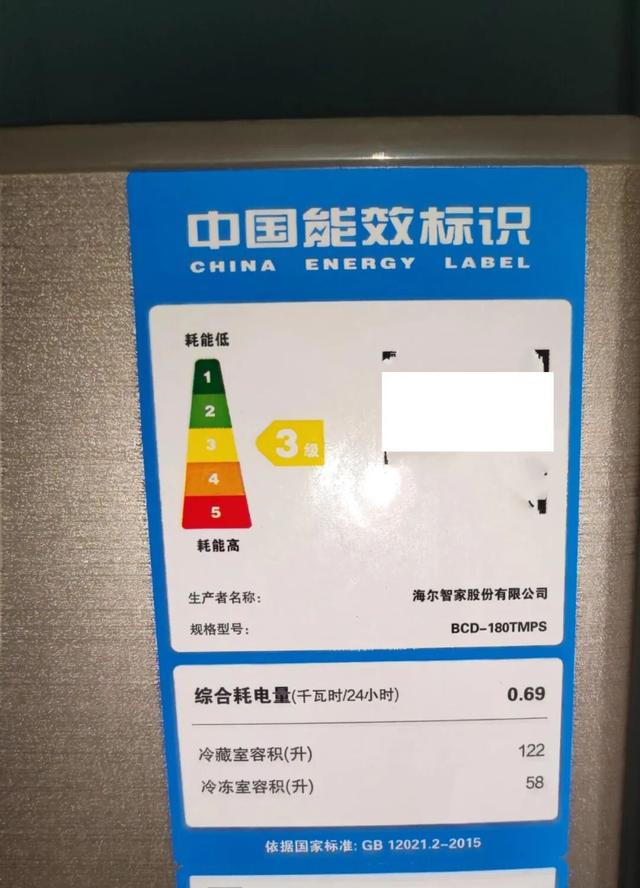 中国能效标识
CHINA ENERGY LABEL
耗能低
1
2
3
4
5
3级
耗能高
生产者名称: 海尔智家股份有限公司
规格型号: BCD-180TMPS
综合耗电量(千瓦时/24小时) 0.69
冷藏室容积(升) 122
冷冻室容积(升) 58
依据国家标准: GB 12021.2-2015